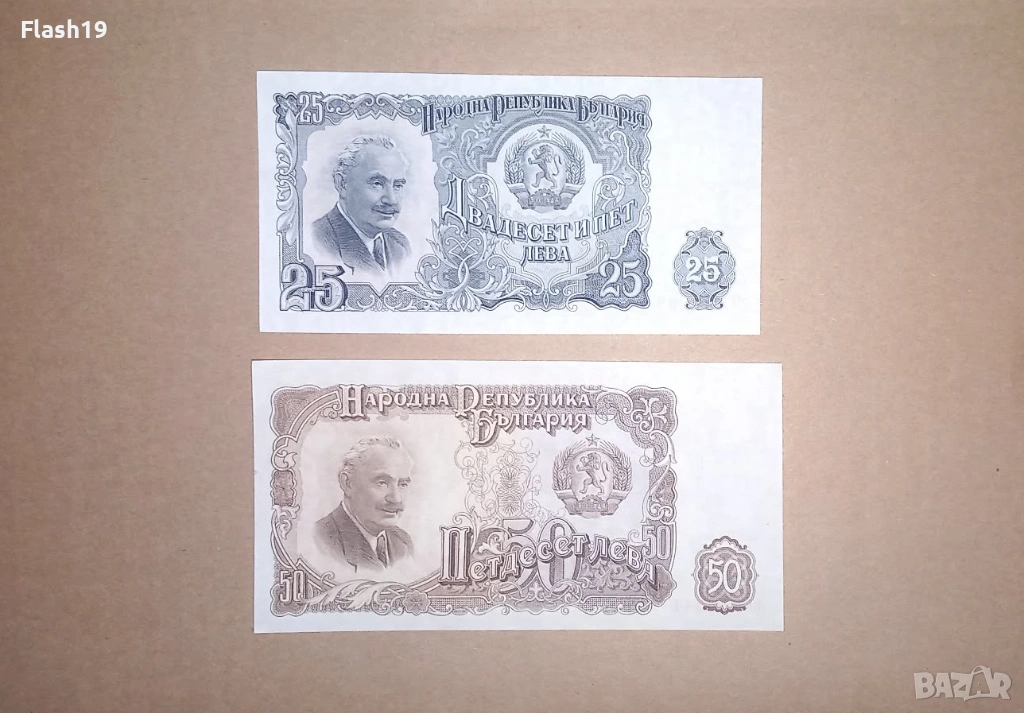 Flash19
25
НАРОДНА РЕПУБЛИКА БЪЛГАРИЯ
ДВАДЕСЕТ И ПЕТ
ЛЕВА
25
25
25
НАРОДНА РЕПУБЛИКА
БЪЛГАРИЯ
50
ПЕТДЕСЕТ ЛЕВА
50
50
50
BAZAR